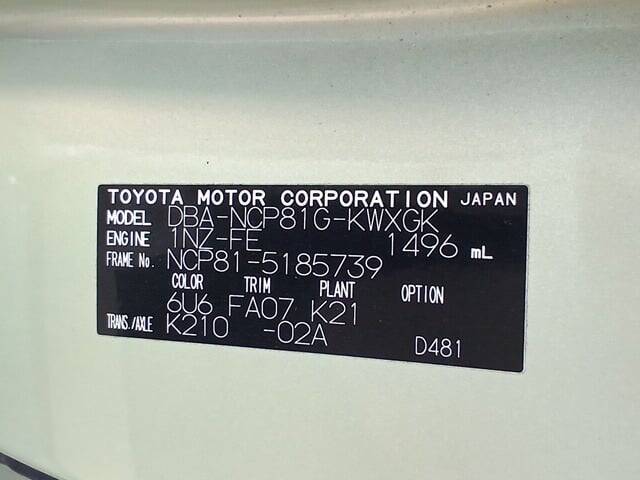 TOYOTA MOTOR CORPORATION JAPAN
MODEL DBA-NCP81G-KWXGK
ENGINE 1NZ-FE 1496 mL
FRAME No. NCP81-5185739
COLOR TRIM PLANT OPTION
6U6 FA07 K21
TRANS./AXLE K210 -02A
D481